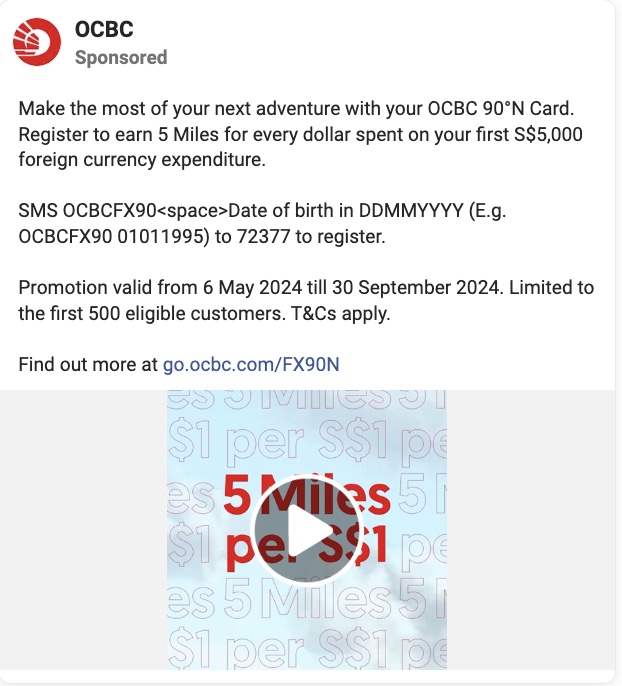 OCBC
Sponsored
Make the most of your next adventure with your OCBC 90°N Card.
Register to earn 5 Miles for every dollar spent on your first S$5,000
foreign currency expenditure.
SMS OCBCFX90<space>Date of birth in DDMMYYYY (E.g.
OCBCFX90 01011995) to 72377 to register.
Promotion valid from 6 May 2024 till 30 September 2024. Limited to
the first 500 eligible customers. T&Cs apply.
Find out more at go.ocbc.com/FX90N
es 5 Miles 5
$1 per S$1 pe
es 5 Miles 5
$1 per S$1 pe
es 5 Miles 5
$1 per S$1 pe